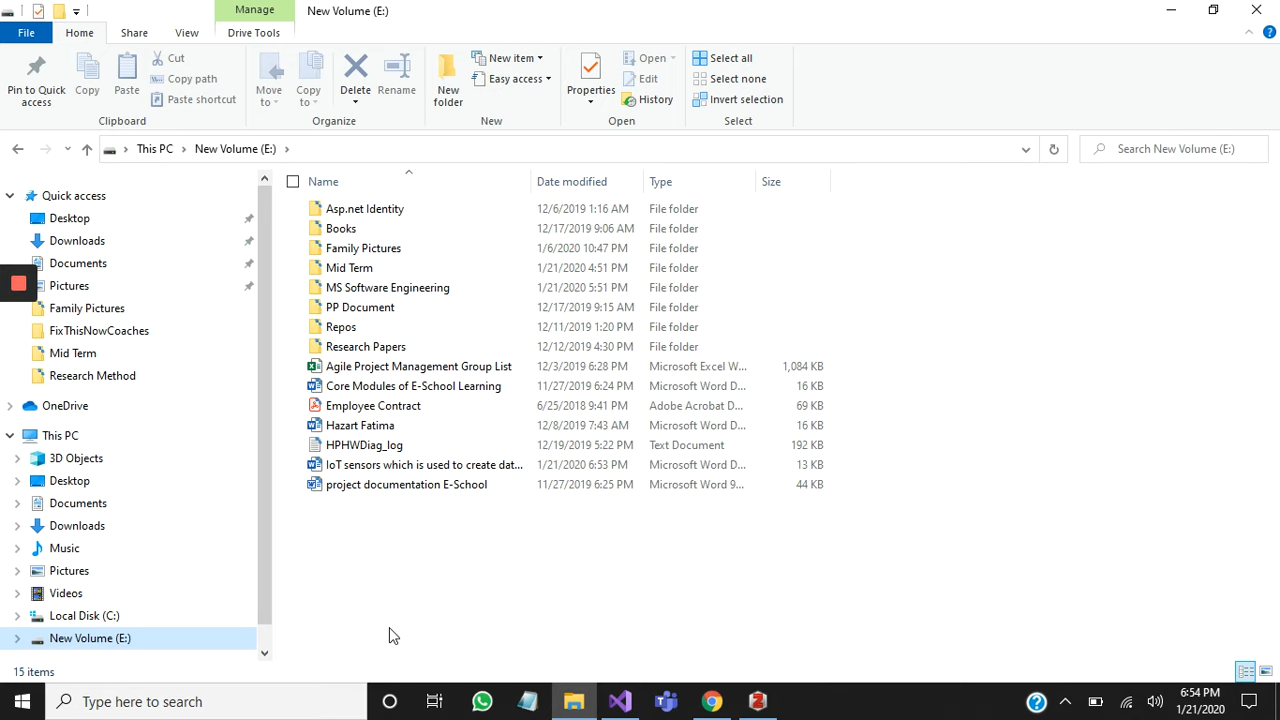 Manage New Volume (E:)
File Home Share View Drive Tools
Pin to Quick access
Copy
Paste
Cut
Copy path
Paste shortcut
Clipboard
Move to
Copy to
Delete
Rename
Organize
New folder
New item
Easy access
New
Properties
Open
Edit
History
Open
Select all
Select none
Invert selection
Select
This PC New Volume (E:) Search New Volume (E:)
Quick access
Desktop
Downloads
Documents
Pictures
Family Pictures
FixThisNowCoaches
Mid Term
Research Method
OneDrive
This PC
3D Objects
Desktop
Documents
Downloads
Music
Pictures
Videos
Local Disk (C:)
New Volume (E:)
Name Date modified Type Size
Asp.net Identity 12/6/2019 1:16 AM File folder
Books 12/17/2019 9:06 AM File folder
Family Pictures 1/6/2020 10:47 PM File folder
Mid Term 1/21/2020 4:51 PM File folder
MS Software Engineering 1/21/2020 5:51 PM File folder
PP Document 12/17/2019 9:15 AM File folder
Repos 12/11/2019 1:20 PM File folder
Research Papers 12/12/2019 4:30 PM File folder
Agile Project Management Group List 12/3/2019 6:28 PM Microsoft Excel W... 1,084 KB
Core Modules of E-School Learning 11/27/2019 6:24 PM Microsoft Word D... 16 KB
Employee Contract 6/25/2018 9:41 PM Adobe Acrobat D... 69 KB
Hazart Fatima 12/8/2019 7:43 AM Microsoft Word D... 16 KB
HPHWDiag_log 12/19/2019 5:22 PM Text Document 192 KB
IoT sensors which is used to create dat... 1/21/2020 6:53 PM Microsoft Word D... 13 KB
project documentation E-School 11/27/2019 6:25 PM Microsoft Word 9... 44 KB
15 items
Type here to search
6:54 PM
1/21/2020